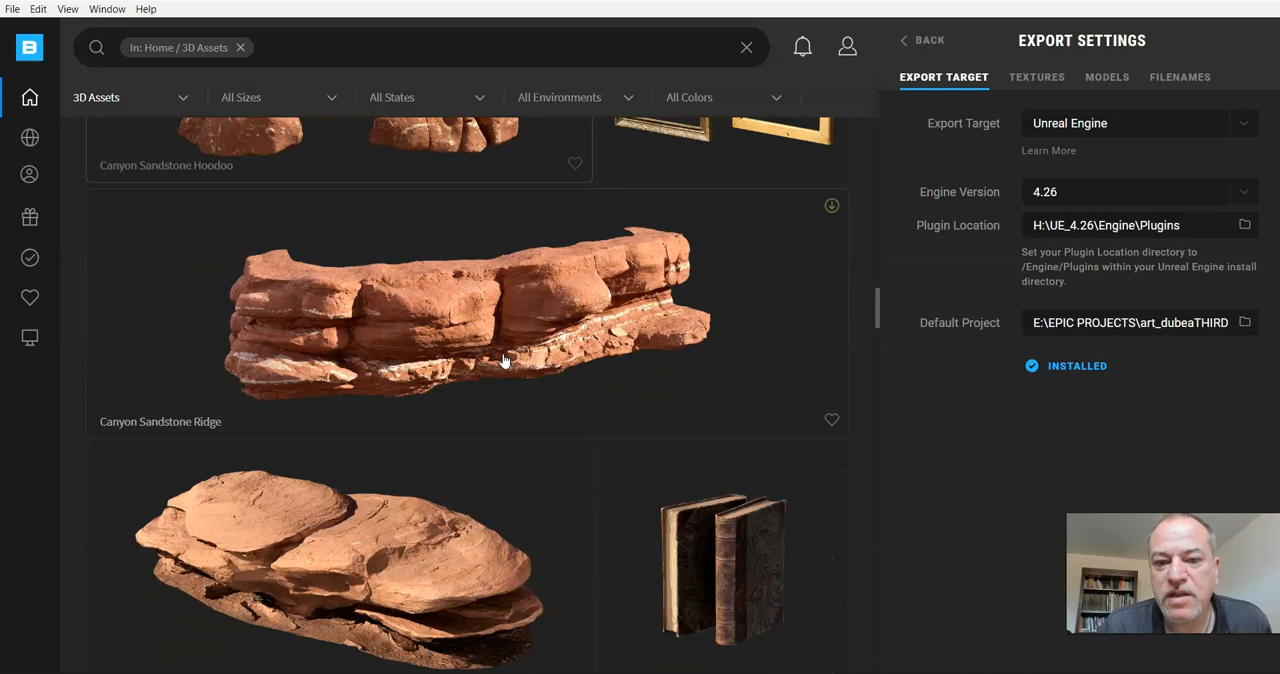 File Edit View Window Help
In: Home / 3D Assets
3D Assets
All Sizes
All States
All Environments
All Colors
Canyon Sandstone Hoodoo
Canyon Sandstone Ridge
BACK
EXPORT SETTINGS
EXPORT TARGET TEXTURES MODELS FILENAMES
Export Target Unreal Engine
Learn More
Engine Version 4.26
Plugin Location H:\UE_4.26\Engine\Plugins
Set your Plugin Location directory to
/Engine/Plugins within your Unreal Engine install
directory.
Default Project E:\EPIC PROJECTS\art_dubeaTHIRD
INSTALLED